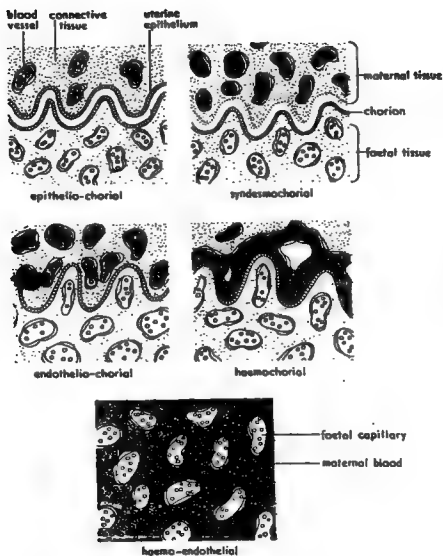 blood vessel
connective tissue
uterine epithelium
maternal tissue
chorion
foetal tissue
epithelio-chorial
syndesmochorial
endothelio-chorial
haemochorial
foetal capillary
maternal blood
haemo-endothelial